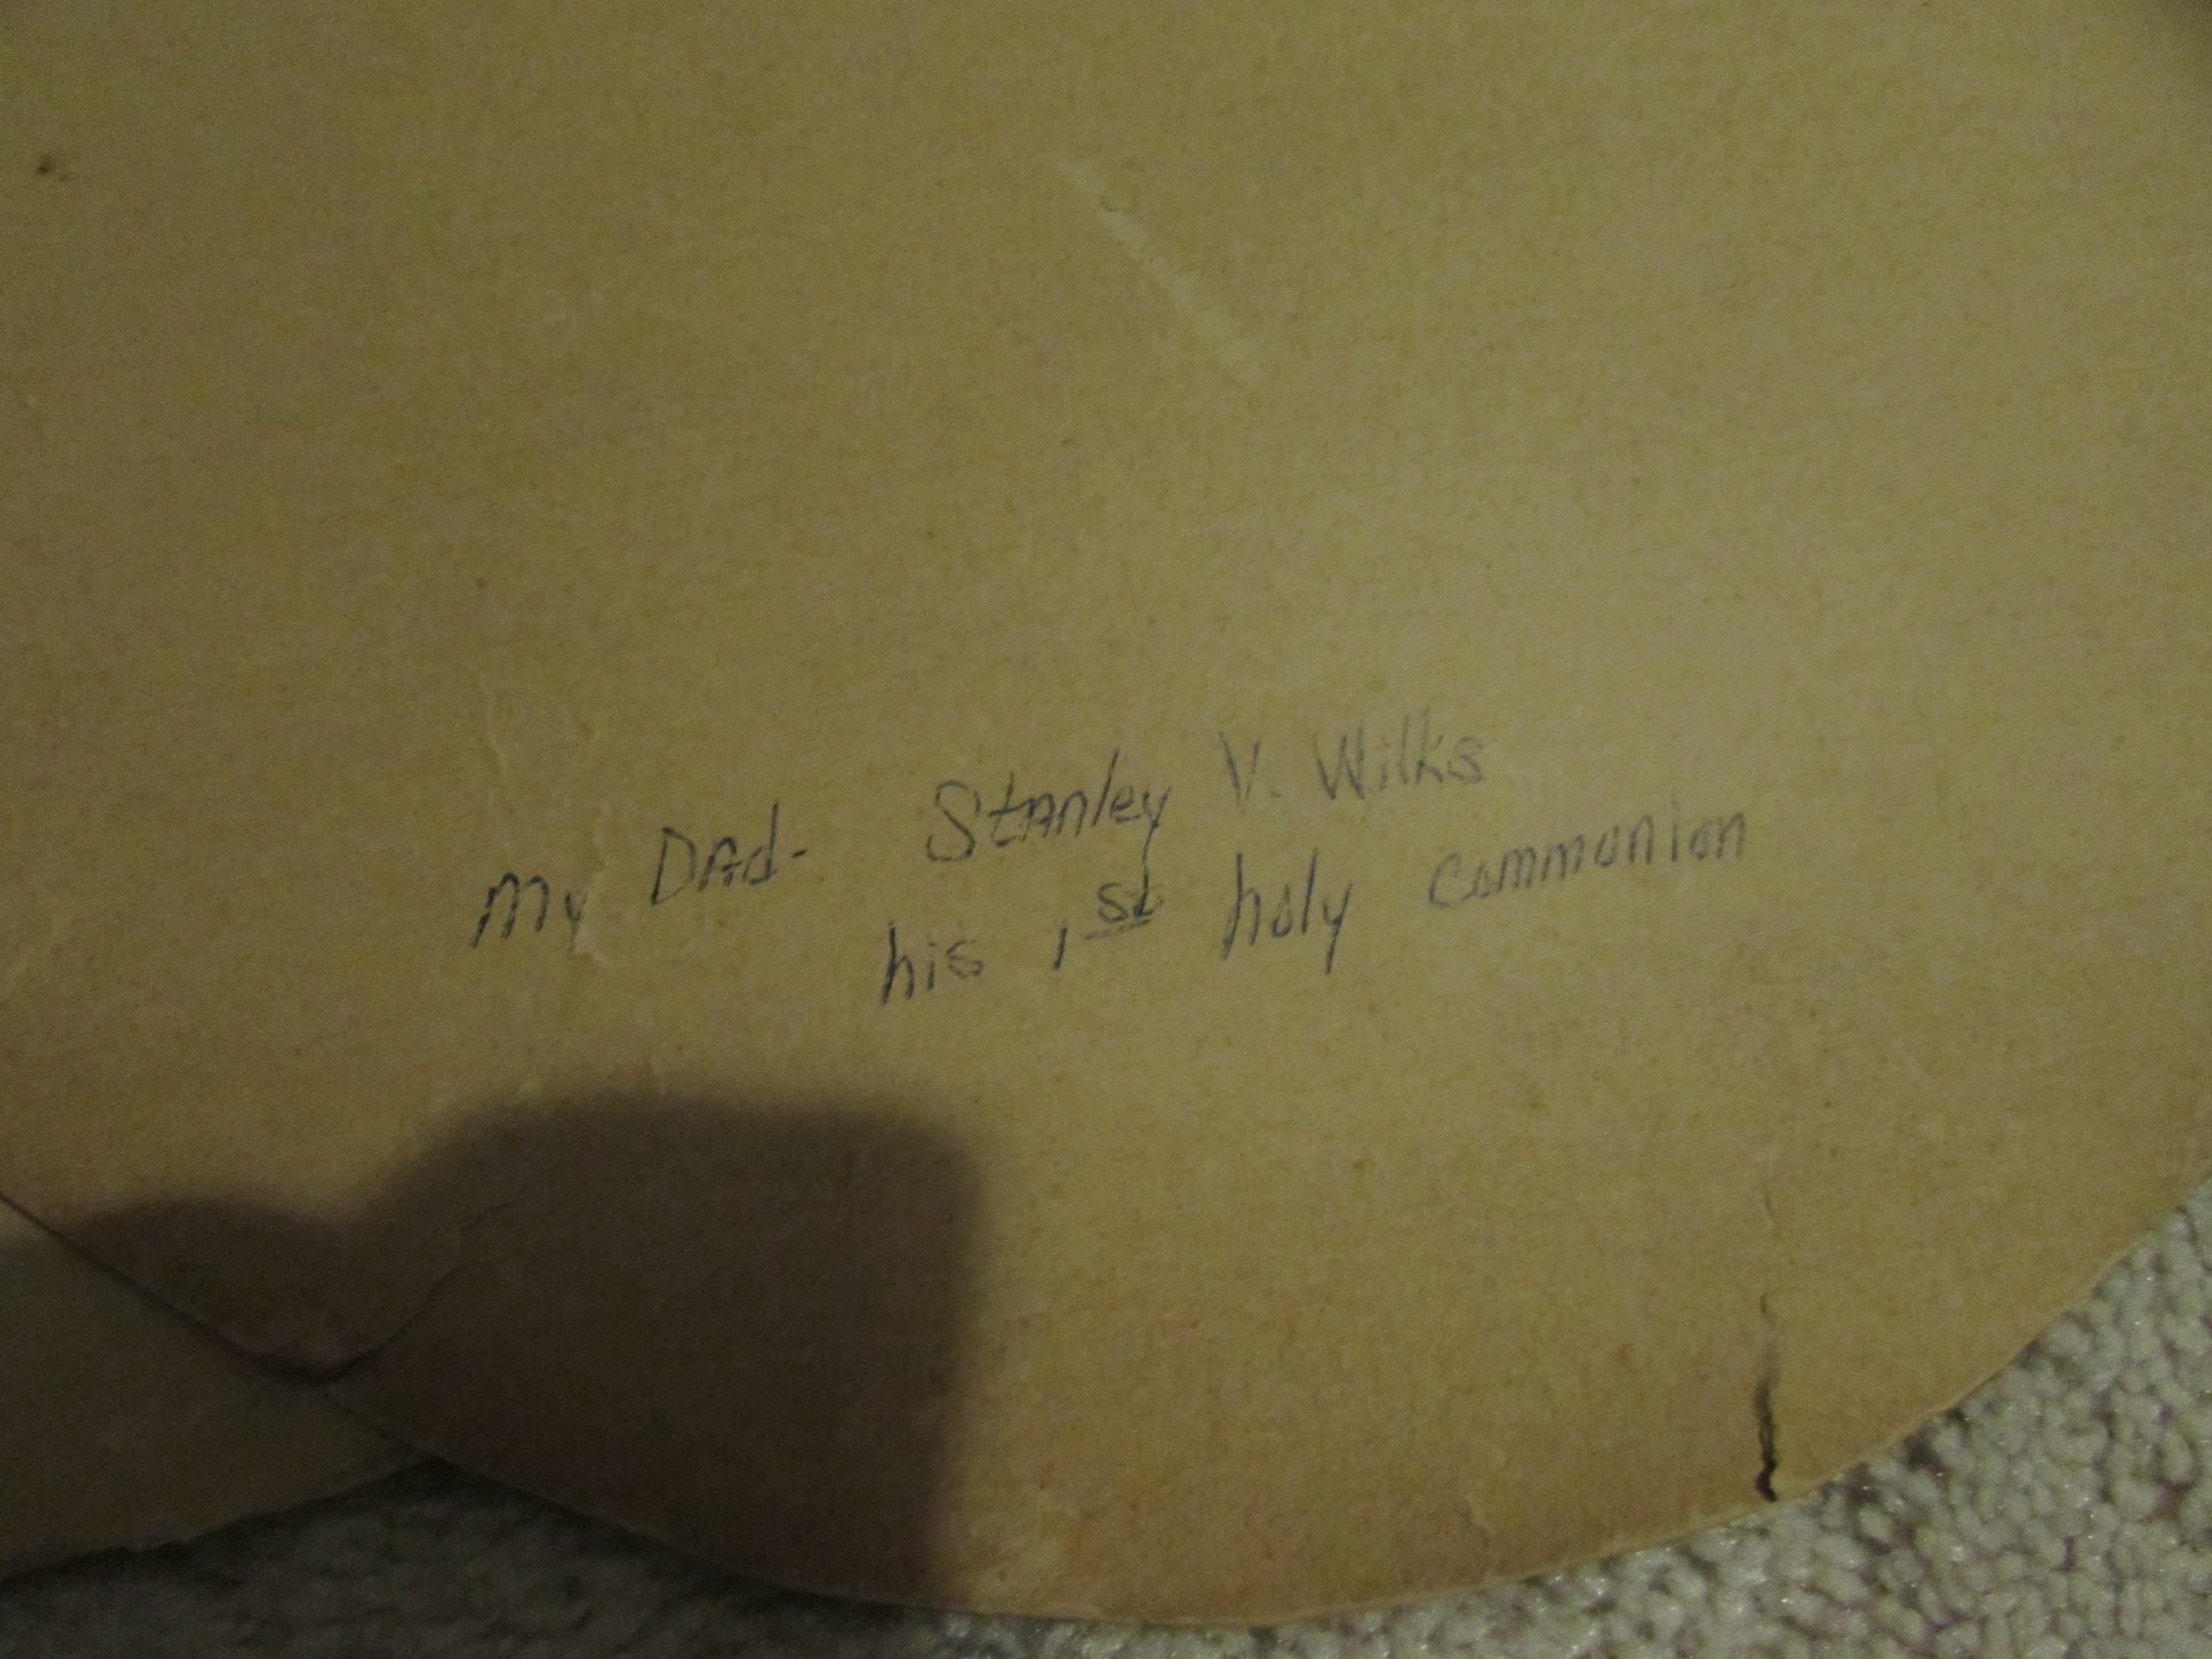 My DAd- StAnley V. Wilks
his 1st holy communion